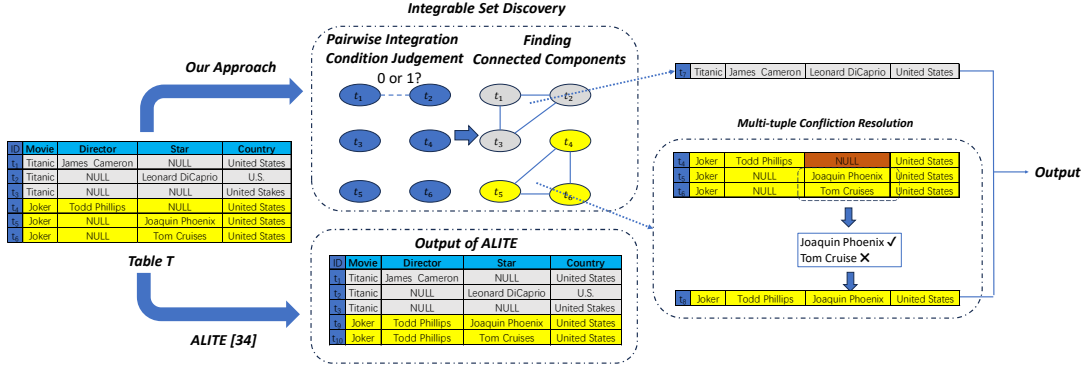 Integrable Set Discovery
Pairwise Integration
Condition Judgement
0 or 1?
Finding
Connected Components
t1 t2
t3 t4
t5 t6
t1 t2
t3 t4
t5 t6
Our Approach
ID Movie Director Star Country
t1 Titanic James Cameron NULL United States
t2 Titanic NULL Leonard DiCaprio U.S.
t3 Titanic NULL NULL United Stakes
t4 Joker Todd Phillips NULL United States
t5 Joker NULL Joaquin Phoenix United States
t6 Joker NULL Tom Cruises United States
Table T
ALITE [34]
Output of ALITE
ID Movie Director Star Country
t1 Titanic James Cameron NULL United States
t2 Titanic NULL Leonard DiCaprio U.S.
t3 Titanic NULL NULL United Stakes
t9 Joker Todd Phillips Joaquin Phoenix United States
t10 Joker Todd Phillips Tom Cruises United States
t7 Titanic James Cameron Leonard DiCaprio United States
Multi-tuple Confliction Resolution
t4 Joker Todd Phillips NULL United States
t5 Joker NULL Joaquin Phoenix United States
t6 Joker NULL Tom Cruises United States
Joaquin Phoenix ✓
Tom Cruise ✕
t8 Joker Todd Phillips Joaquin Phoenix United States
Output